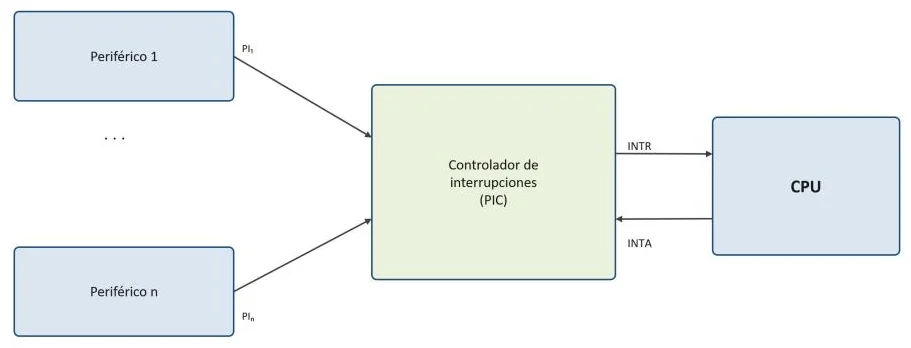 Periférico 1
PI₁
. . .
Controlador de
interrupciones
(PIC)
INTR
CPU
INTA
Periférico n
PIₙ